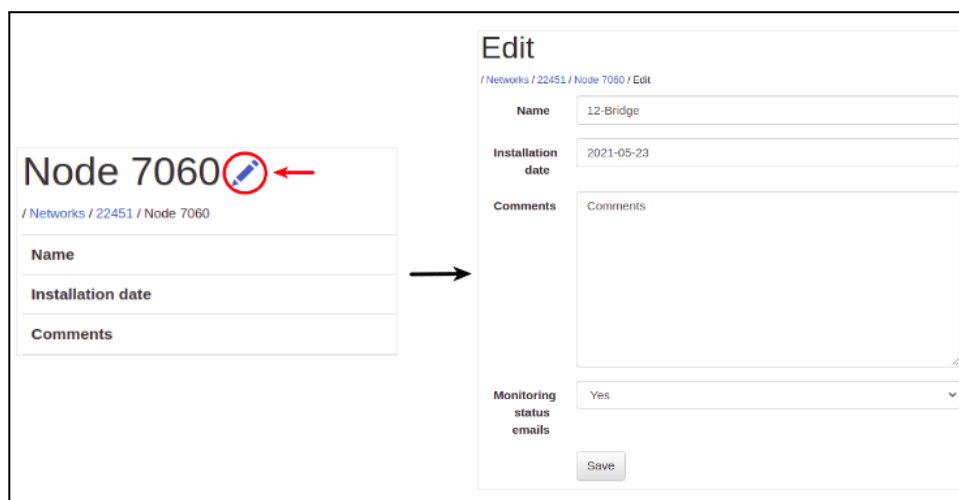 Node 7060
/ Networks / 22451 / Node 7060
Name
Installation date
Comments
Edit
/ Networks / 22451 / Node 7060 / Edit
Name 12-Bridge
Installation date 2021-05-23
Comments Comments
Monitoring status emails Yes
Save